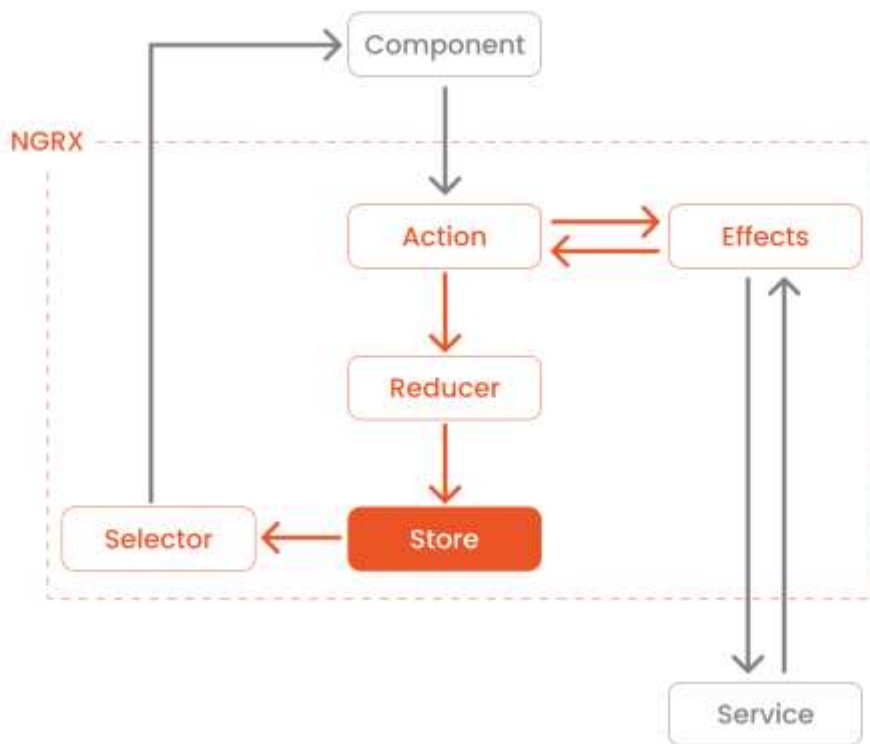 Component
NGRX
Action
Effects
Reducer
Selector
Store
Service